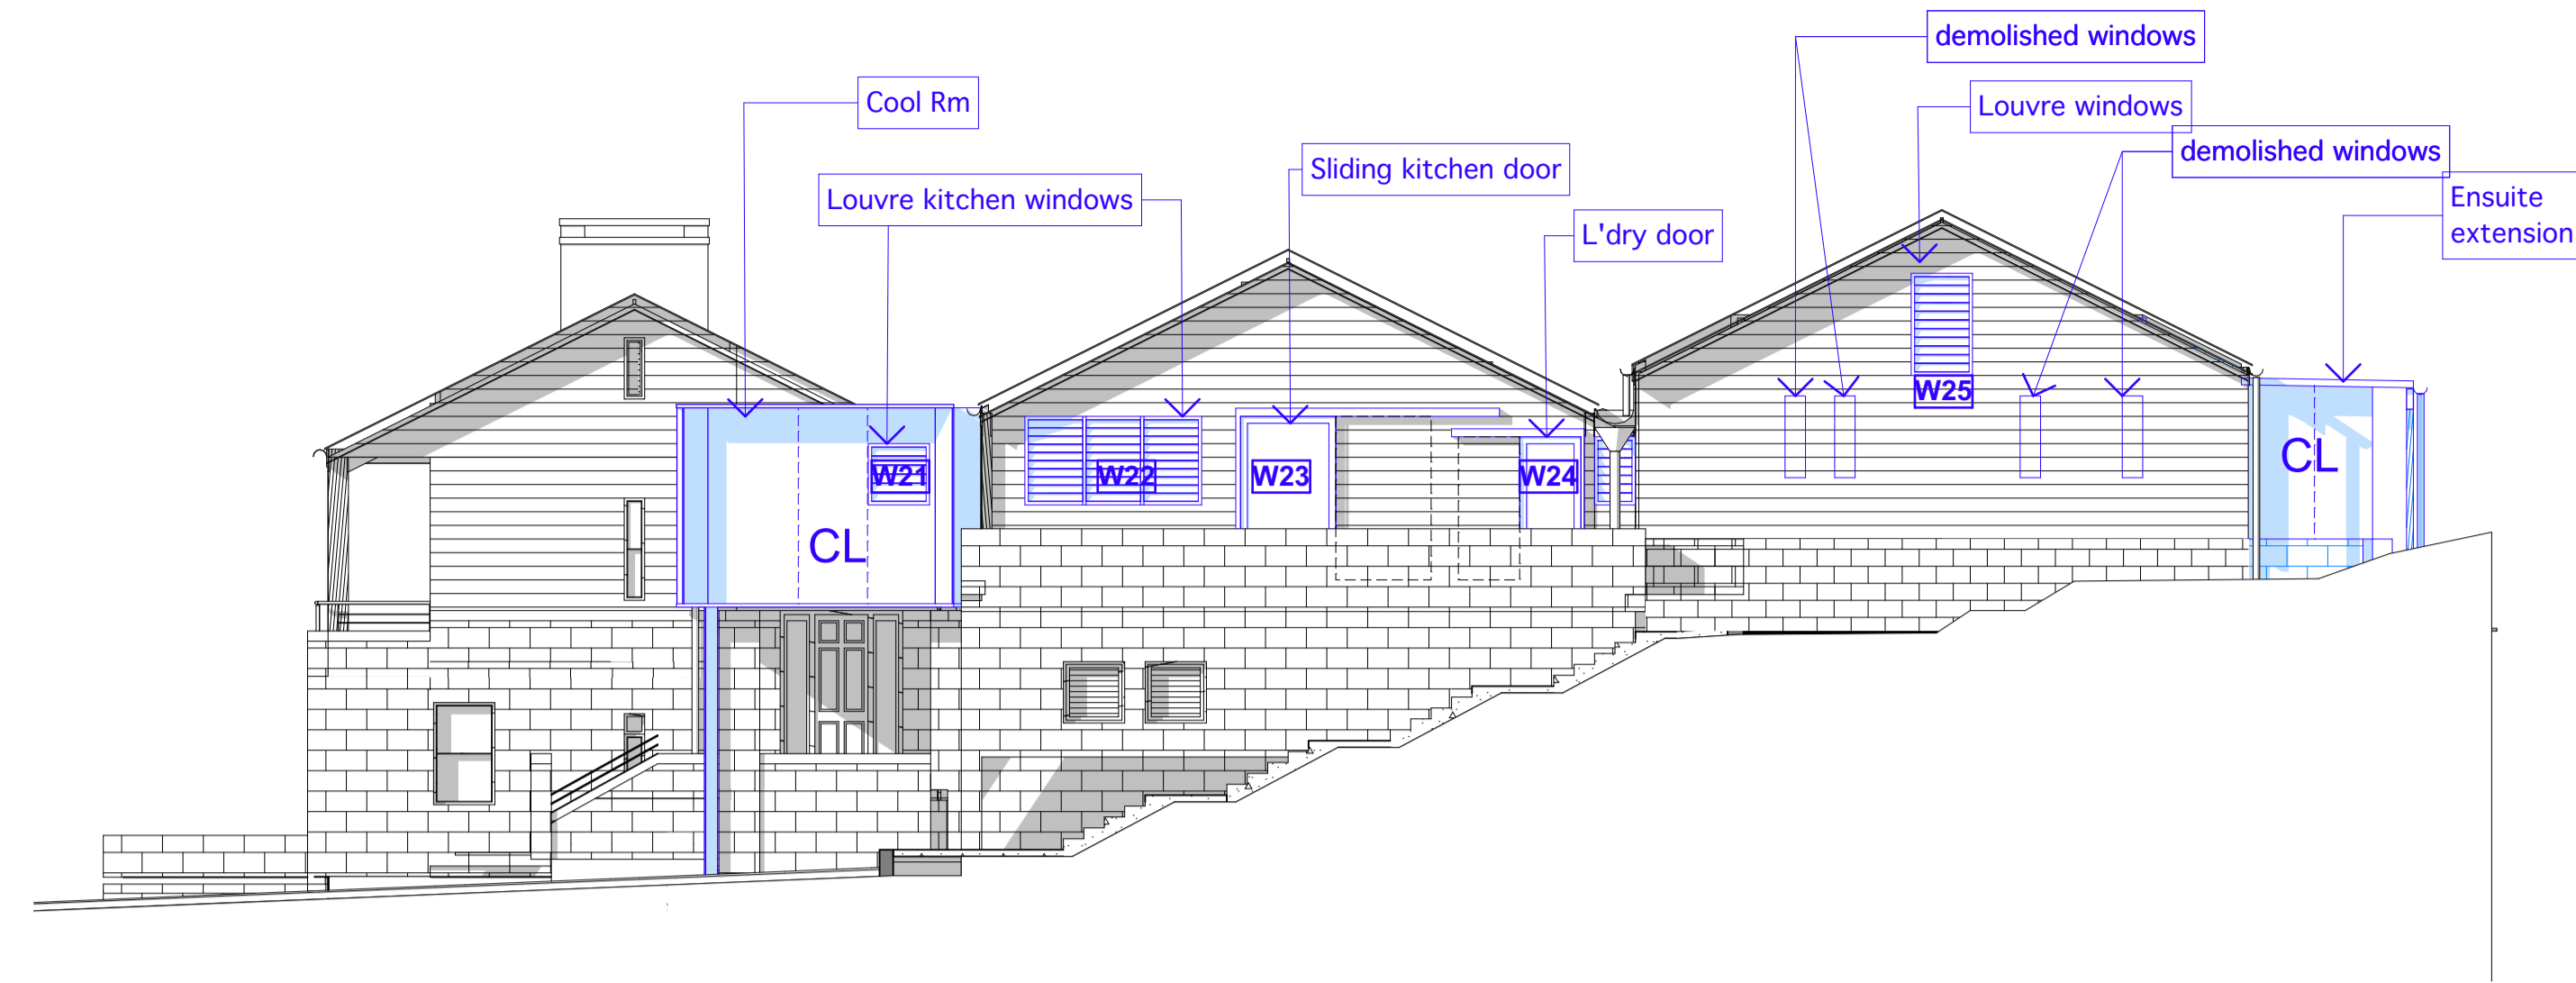 demolished windows
Cool Rm
Louvre windows
demolished windows
Sliding kitchen door
Louvre kitchen windows
Ensuite
extension
L'dry door
W25
W21
W22
W23
W24
CL
CL